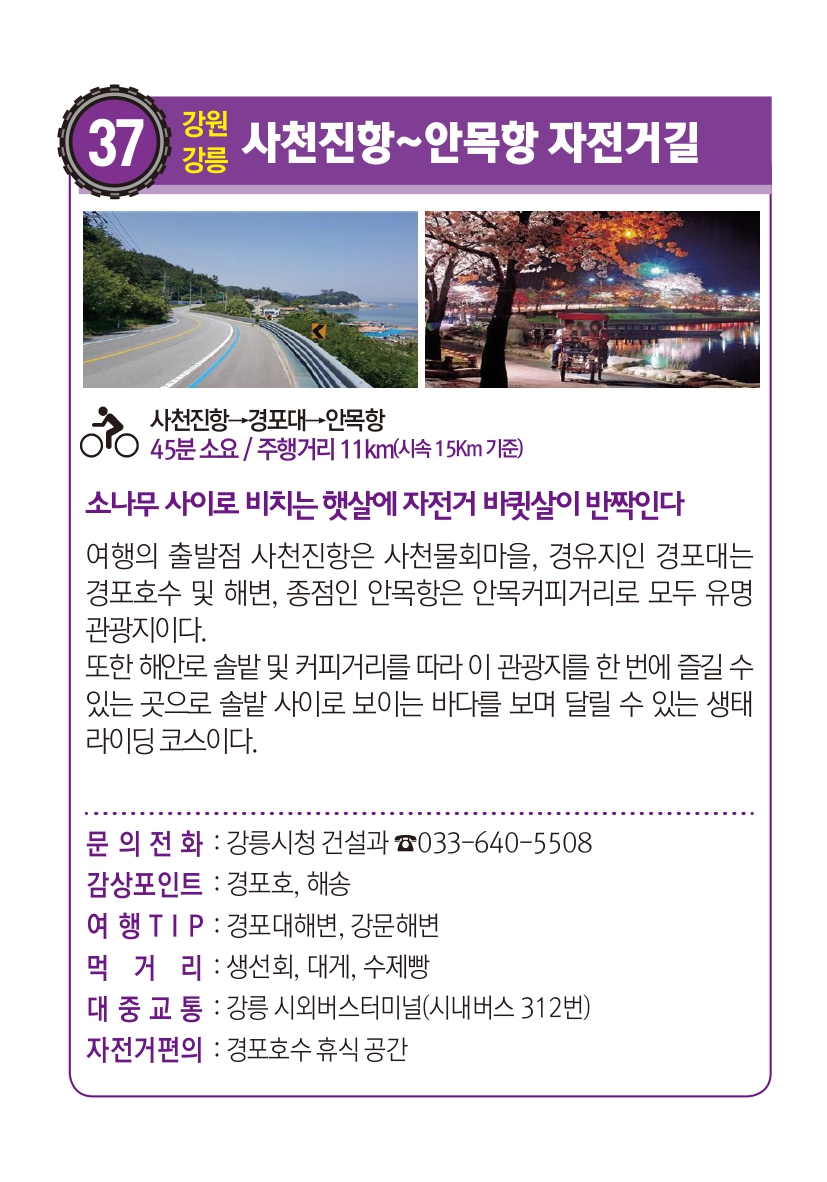 37
강원
강릉
사천진항~안목항 자전거길
사천진항→경포대→안목항
45분 소요 / 주행거리 11km(시속 15Km 기준)
소나무 사이로 비치는 햇살에 자전거 바큇살이 반짝인다
여행의 출발점 사천진항은 사천물회마을, 경유지인 경포대는
경포호수 및 해변, 종점인 안목항은 안목커피거리로 모두 유명
관광지이다.
또한 해안로 솔밭 및 커피거리를 따라 이 관광지를 한 번에 즐길 수
있는 곳으로 솔밭 사이로 보이는 바다를 보며 달릴 수 있는 생태
라이딩 코스이다.
문의전화 : 강릉시청 건설과 ☎033-640-5508
감상포인트 : 경포호, 해송
여행TIP : 경포대해변, 강문해변
먹거리 : 생선회, 대게, 수제빵
대중교통 : 강릉 시외버스터미널(시내버스 312번)
자전거편의 : 경포호수 휴식 공간